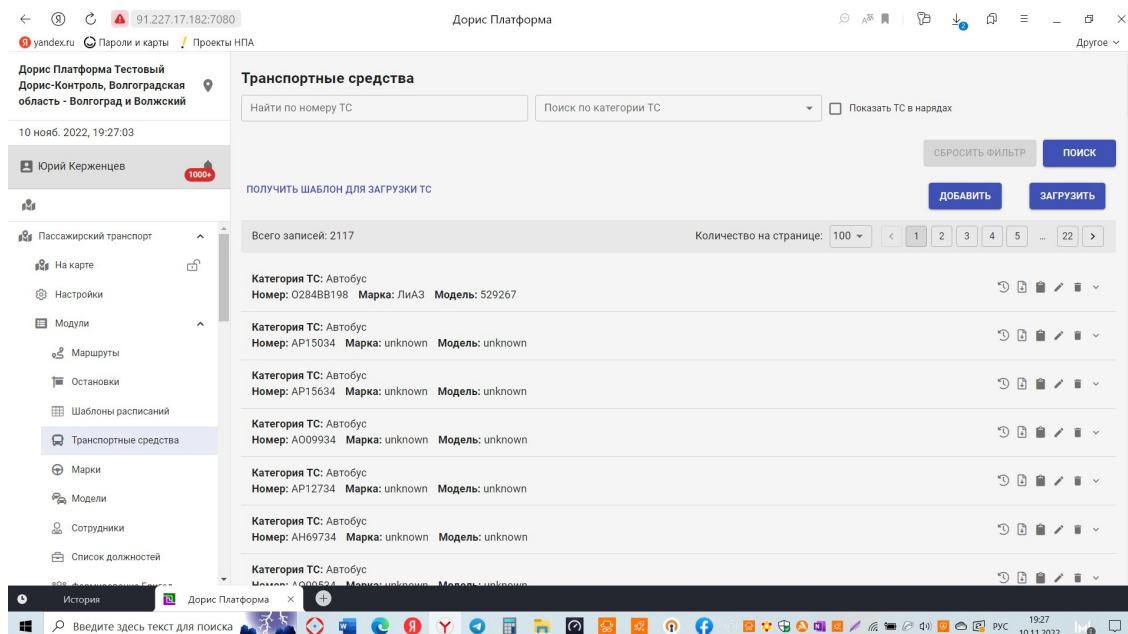 91.227.17.182:7080
Дорис Платформа
yandex.ru Пароли и карты Проекты НПА
Другое
Дорис Платформа Тестовый
Дорис-Контроль, Волгоградская
область - Волгоград и Волжский
10 нояб. 2022, 19:27:03
Юрий Керженцев
1000+
Пассажирский транспорт
На карте
Настройки
Модули
Маршруты
Остановки
Шаблоны расписаний
Транспортные средства
Марки
Модели
Сотрудники
Список должностей
Формирование Бригад
Транспортные средства
Найти по номеру ТС
Поиск по категории ТС
Показать ТС в нарядах
СБРОСИТЬ ФИЛЬТР
ПОИСК
ПОЛУЧИТЬ ШАБЛОН ДЛЯ ЗАГРУЗКИ ТС
ДОБАВИТЬ
ЗАГРУЗИТЬ
Всего записей: 2117
Количество на странице: 100
< 1 2 3 4 5 ... 22 >
Категория ТС: Автобус
Номер: О284ВВ198 Марка: ЛиАЗ Модель: 529267
Категория ТС: Автобус
Номер: АР15034 Марка: unknown Модель: unknown
Категория ТС: Автобус
Номер: АР15634 Марка: unknown Модель: unknown
Категория ТС: Автобус
Номер: АО09934 Марка: unknown Модель: unknown
Категория ТС: Автобус
Номер: АР12734 Марка: unknown Модель: unknown
Категория ТС: Автобус
Номер: АН69734 Марка: unknown Модель: unknown
Категория ТС: Автобус
Номер: АО09534 Марка: unknown Модель: unknown
История
Дорис Платформа
Введите здесь текст для поиска
РУС
19:27
10.11.2022